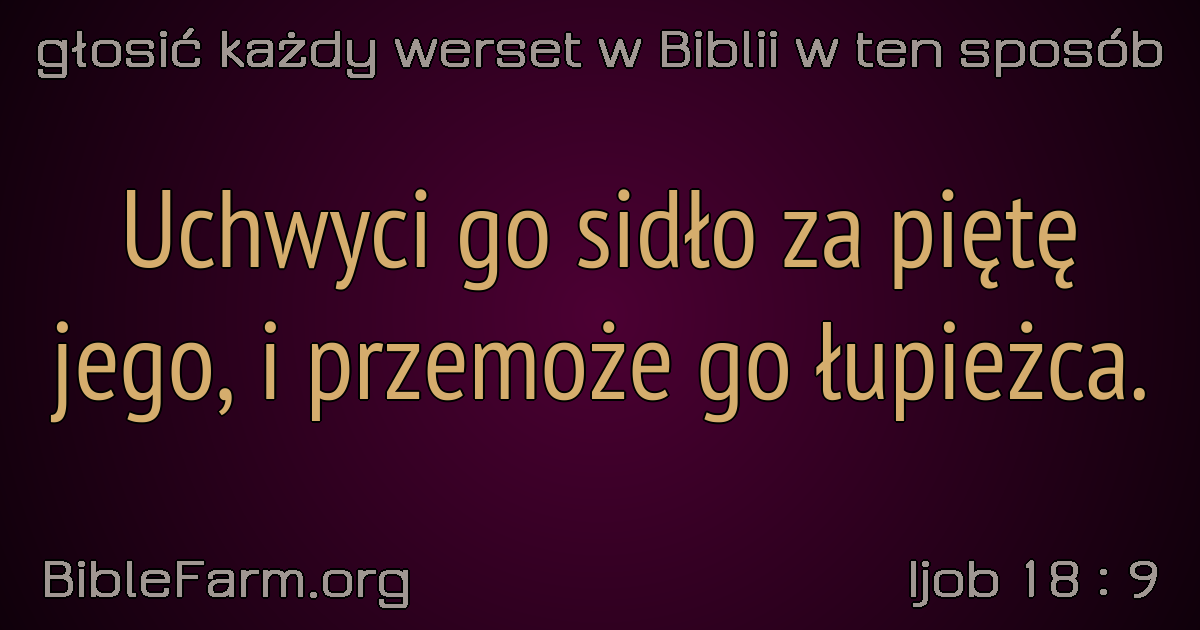 głosić każdy werset w Biblii w ten sposób
Uchwyci go sidło za piętę
jego, i przemoże go łupieżca.
BibleFarm.org
Ijob 18 : 9